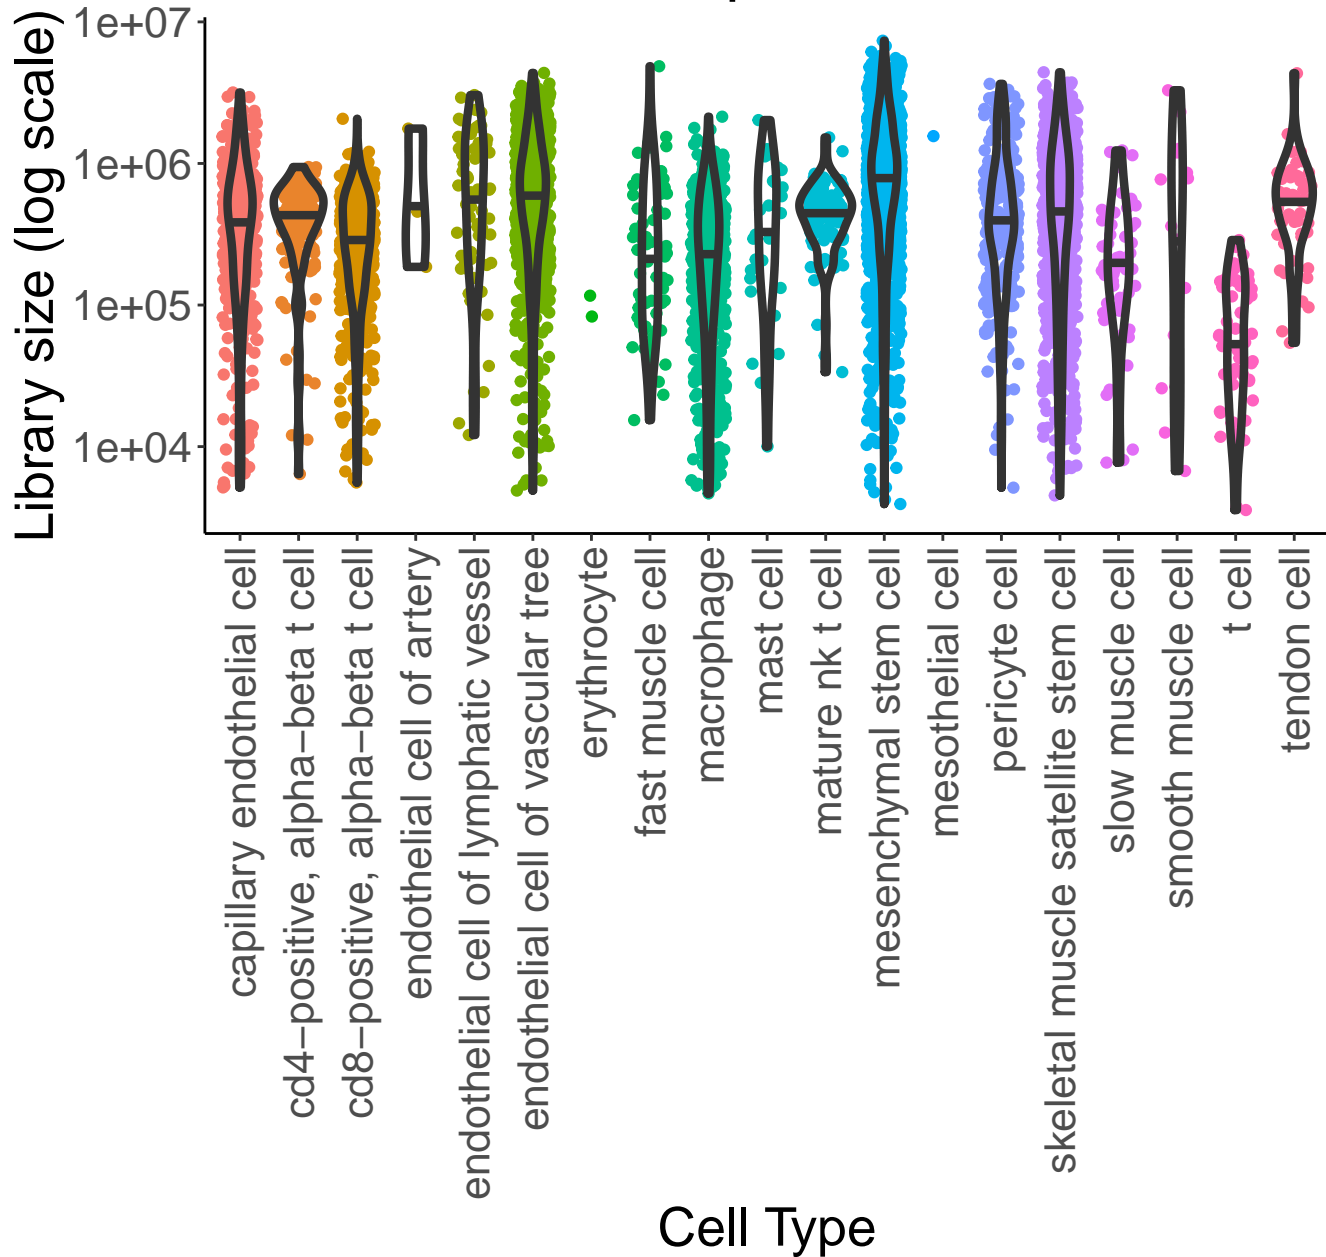 Library size (log scale)
1e+07
1e+06
1e+05
1e+04
capillary endothelial cell
cd4−positive, alpha−beta t cell
cd8−positive, alpha−beta t cell
endothelial cell of artery
endothelial cell of lymphatic vessel
endothelial cell of vascular tree
erythrocyte
fast muscle cell
macrophage
mast cell
mature nk t cell
mesenchymal stem cell
mesothelial cell
pericyte cell
skeletal muscle satellite stem cell
slow muscle cell
smooth muscle cell
t cell
tendon cell
Cell Type